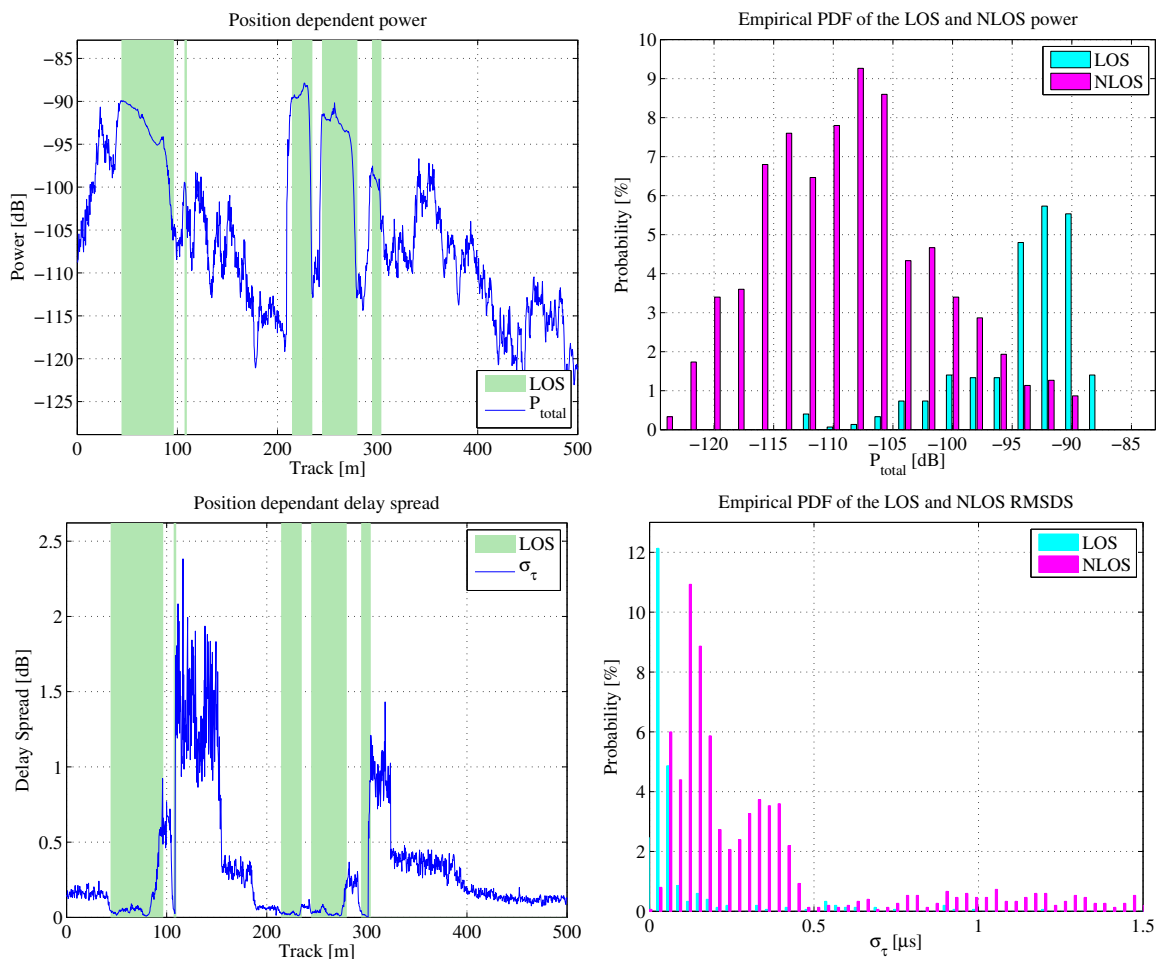 Position dependent power
−85
−90
−95
−100
−105
−110
−115
−120
−125
Power [dB]
0
100
200
300
400
500
Track [m]
LOS
P_total
Empirical PDF of the LOS and NLOS power
10
9
8
7
6
5
4
3
2
1
0
Probability [%]
−120
−115
−110
−105
−100
−95
−90
−85
P_total [dB]
LOS
NLOS
Position dependant delay spread
2.5
2
1.5
1
0.5
0
Delay Spread [dB]
0
100
200
300
400
500
Track [m]
LOS
σ_τ
Empirical PDF of the LOS and NLOS RMSDS
12
10
8
6
4
2
0
Probability [%]
0
0.5
1
1.5
σ_τ [μs]
LOS
NLOS